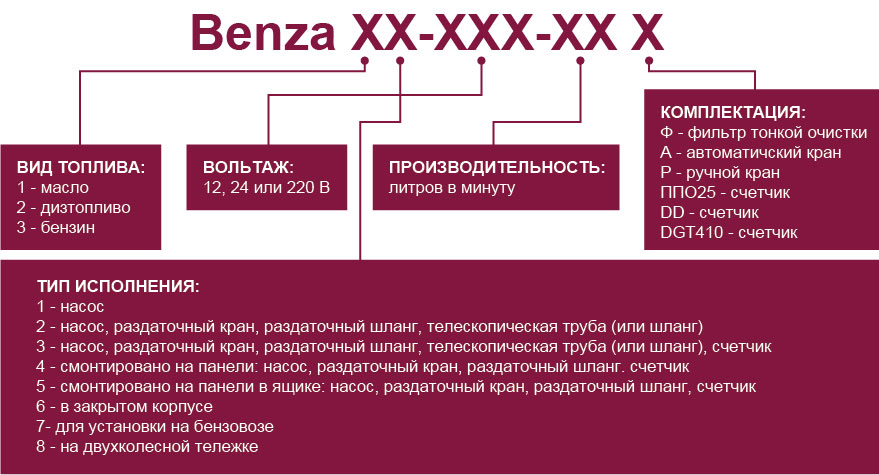 Benza XX-XXX-XX X
ВИД ТОПЛИВА:
1 - масло
2 - дизтопливо
3 - бензин
ВОЛЬТАЖ:
12, 24 или 220 В
ПРОИЗВОДИТЕЛЬНОСТЬ:
литров в минуту
КОМПЛЕКТАЦИЯ:
Ф - фильтр тонкой очистки
А - автоматичский кран
Р - ручной кран
ППО25 - счетчик
DD - счетчик
DGT410 - счетчик
ТИП ИСПОЛНЕНИЯ:
1 - насос
2 - насос, раздаточный кран, раздаточный шланг, телескопическая труба (или шланг)
3 - насос, раздаточный кран, раздаточный шланг, телескопическая труба (или шланг), счетчик
4 - смонтировано на панели: насос, раздаточный кран, раздаточный шланг. счетчик
5 - смонтировано на панели в ящике: насос, раздаточный кран, раздаточный шланг, счетчик
6 - в закрытом корпусе
7- для установки на бензовозе
8 - на двухколесной тележке